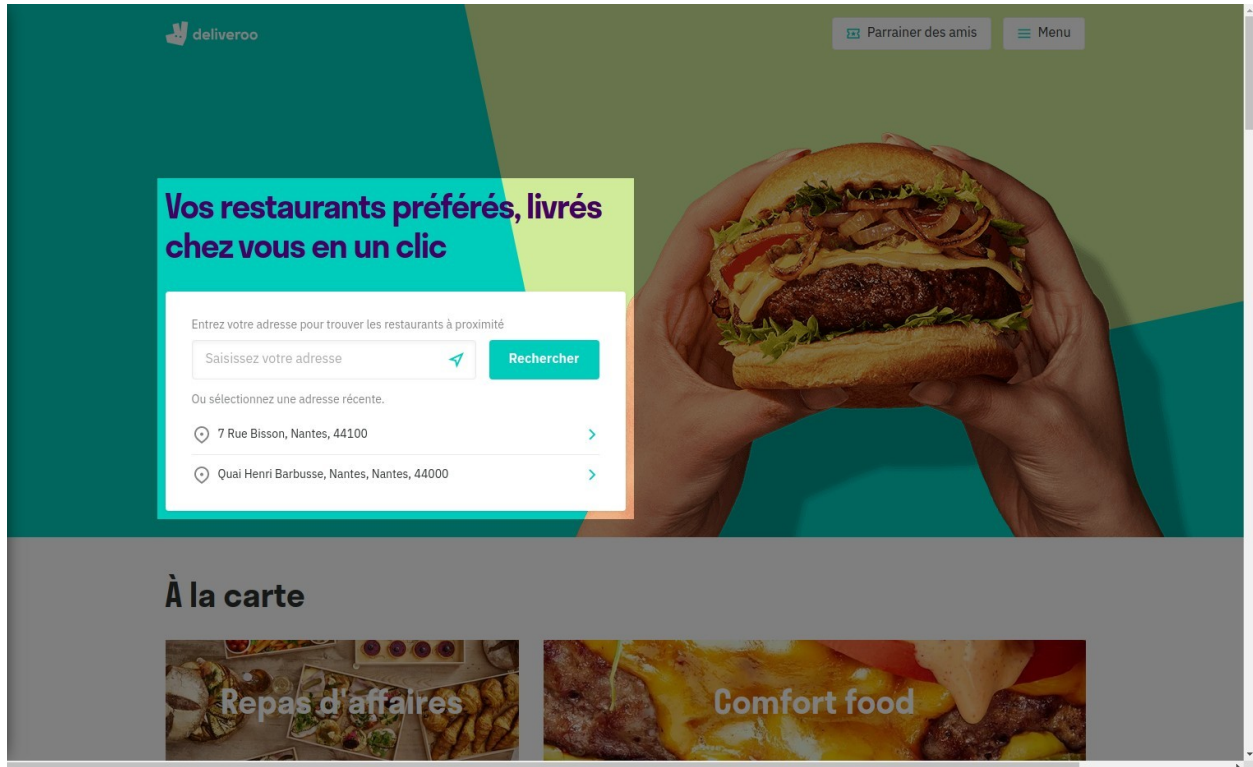 deliveroo
Parrainer des amis
Menu
Vos restaurants préférés, livrés
chez vous en un clic
Entrez votre adresse pour trouver les restaurants à proximité
Saisissez votre adresse
Rechercher
Ou sélectionnez une adresse récente.
7 Rue Bisson, Nantes, 44100
Quai Henri Barbusse, Nantes, Nantes, 44000
À la carte
Repas d'affaires
Comfort food